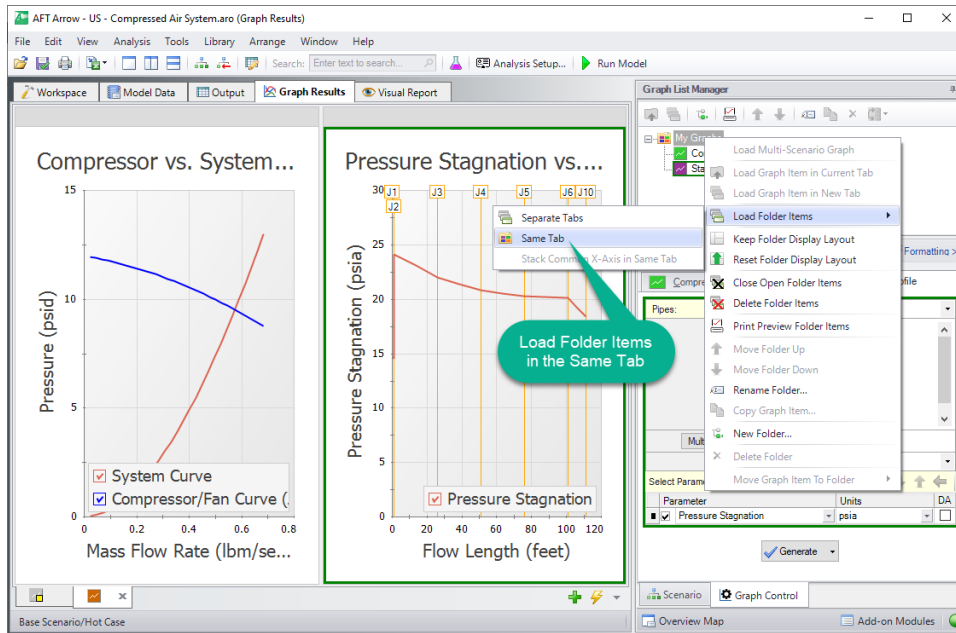 AFT Arrow - US - Compressed Air System.aro (Graph Results)
File Edit View Analysis Tools Library Arrange Window Help
Search: Enter text to search... Analysis Setup... Run Model
Workspace Model Data Output Graph Results Visual Report
Graph List Manager
My Graphs
Co
Sta
Load Multi-Scenario Graph
Load Graph Item in Current Tab
Load Graph Item in New Tab
Load Folder Items
Keep Folder Display Layout
Reset Folder Display Layout
Close Open Folder Items
Delete Folder Items
Print Preview Folder Items
Move Folder Up
Move Folder Down
Rename Folder...
Copy Graph Item...
New Folder...
Delete Folder
Move Graph Item To Folder
Separate Tabs
Same Tab
Stack Common X-Axis in Same Tab
Load Folder Items
in the Same Tab
Compressor vs. System...
15
10
5
0
Pressure (psid)
System Curve
Compressor/Fan Curve (.
0 0.2 0.4 0.6 0.8
Mass Flow Rate (lbm/se...
Pressure Stagnation vs....
30
25
20
15
10
5
0
J1 J3 J4 J5 J6 J10
J2
Pressure Stagnation (psia)
Pressure Stagnation
0 20 40 60 80 100 120
Flow Length (feet)
Formatting >
Compre
ofile
Pipes:
Mult
Select Parame
Parameter Units DA
Pressure Stagnation psia
Generate
Scenario Graph Control
Base Scenario/Hot Case
Overview Map Add-on Modules